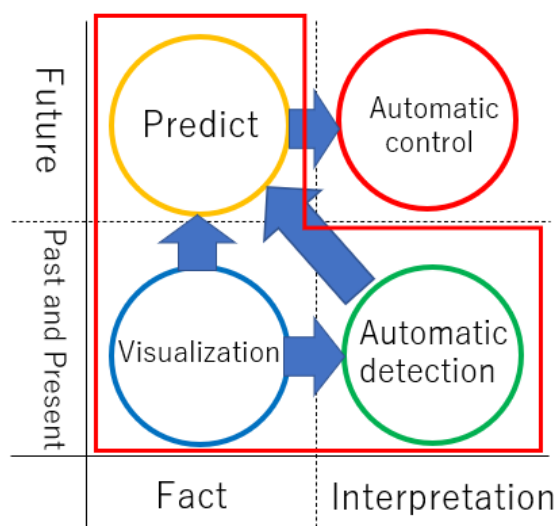 Future
Predict
Automatic
control
Past and Present
Visualization
Automatic
detection
Fact
Interpretation